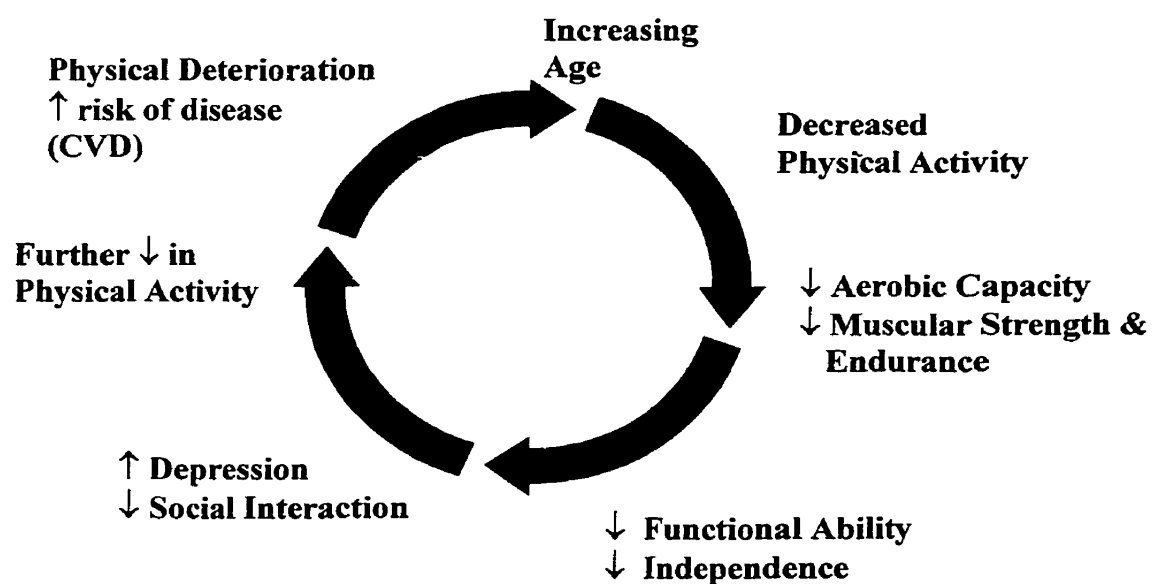 Increasing
Age
Decreased
Physical Activity
↓ Aerobic Capacity
↓ Muscular Strength &
Endurance
↓ Functional Ability
↓ Independence
↑ Depression
↓ Social Interaction
Further ↓ in
Physical Activity
Physical Deterioration
↑ risk of disease
(CVD)